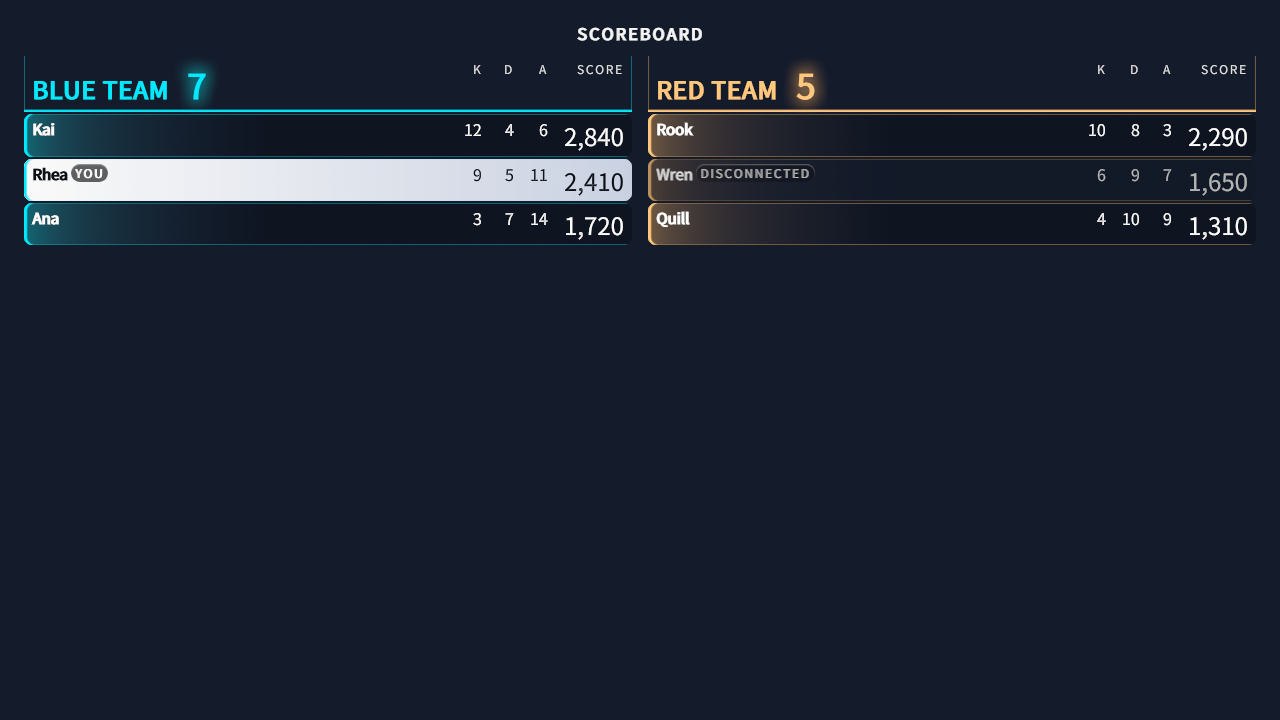 SCOREBOARD
BLUE TEAM 7 K D A SCORE
Kai 12 4 6 2,840
Rhea YOU 9 5 11 2,410
Ana 3 7 14 1,720
RED TEAM 5 K D A SCORE
Rook 10 8 3 2,290
Wren DISCONNECTED 6 9 7 1,650
Quill 4 10 9 1,310